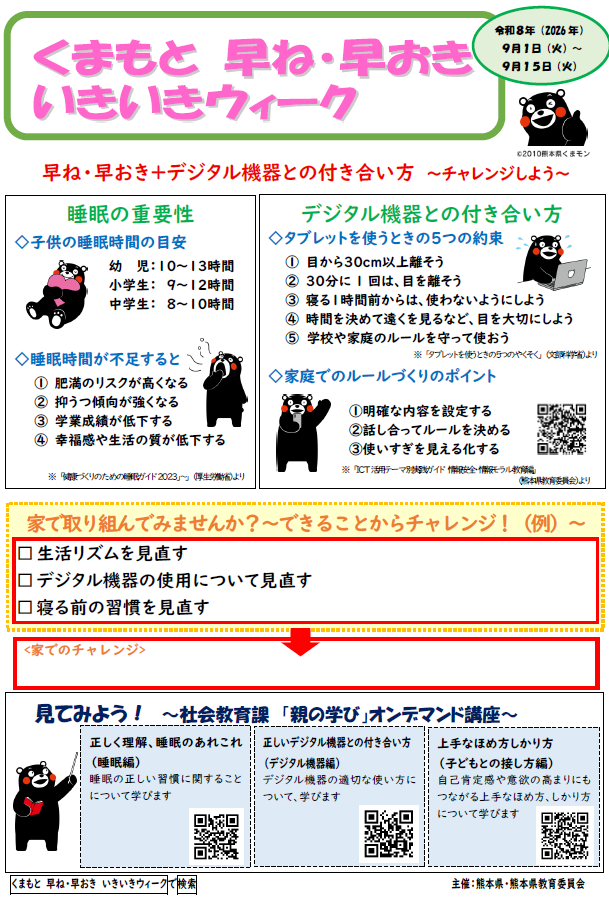 くまもと 早ね・早おき
いきいきウィーク
令和8年（2026年）
9月1日（火）～
9月15日（火）
©2010熊本県くまモン
早ね・早おき＋デジタル機器との付き合い方 ～チャレンジしよう～
睡眠の重要性
◇子供の睡眠時間の目安
幼 児：10～13時間
小学生： 9～12時間
中学生： 8～10時間
◇睡眠時間が不足すると
① 肥満のリスクが高くなる
② 抑うつ傾向が強くなる
③ 学業成績が低下する
④ 幸福感や生活の質が低下する
※「健康づくりのための睡眠ガイド2023」～」（厚生労働省）より
デジタル機器との付き合い方
◇タブレットを使うときの5つの約束
① 目から30cm以上離そう
② 30分に1回は、目を離そう
③ 寝る1時間前からは、使わないようにしよう
④ 時間を決めて遠くを見るなど、目を大切にしよう
⑤ 学校や家庭のルールを守って使おう
※「タブレットを使うときの5つのやくそく」（文部科学省）より
◇家庭でのルールづくりのポイント
①明確な内容を設定する
②話し合ってルールを決める
③使いすぎを見える化する
※「ICT活用テーマ別実践ガイド 情報安全・情報モラル教育編」
（熊本県教育委員会）より
家で取り組んでみませんか？～できることからチャレンジ！（例）～
□生活リズムを見直す
□デジタル機器の使用について見直す
□寝る前の習慣を見直す
<家でのチャレンジ>
見てみよう！ ～社会教育課「親の学び」オンデマンド講座～
正しく理解、睡眠のあれこれ
（睡眠編）
睡眠の正しい習慣に関すること
について学びます
正しいデジタル機器との付き合い方
（デジタル機器編）
デジタル機器の適切な使い方に
ついて、学びます
上手なほめ方しかり方
（子どもとの接し方編）
自己肯定感や意欲の高まりにも
つながる上手なほめ方、しかり方
について学びます
くまもと 早ね・早おき いきいきウィークで検索
主催：熊本県・熊本県教育委員会